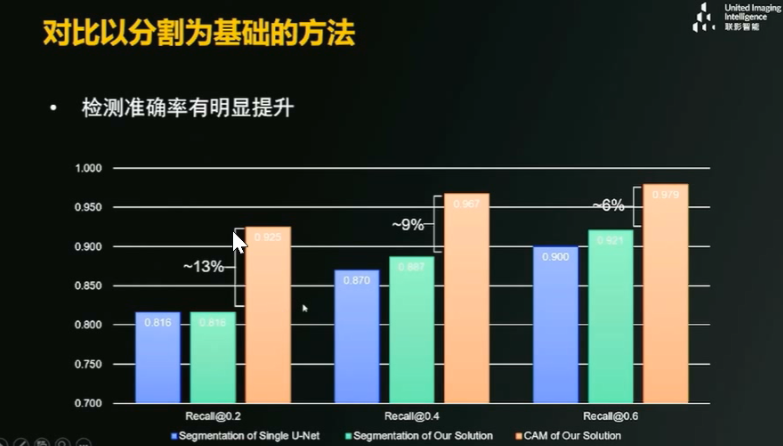 United Imaging
Intelligence
联影智能
对比以分割为基础的方法
• 检测准确率有明显提升
1.000
0.950
0.900
0.850
0.800
0.750
0.700
~13%
~9%
~6%
0.816
0.816
0.925
0.870
0.887
0.967
0.900
0.921
0.979
Recall@0.2
Recall@0.4
Recall@0.6
Segmentation of Single U-Net
Segmentation of Our Solution
CAM of Our Solution